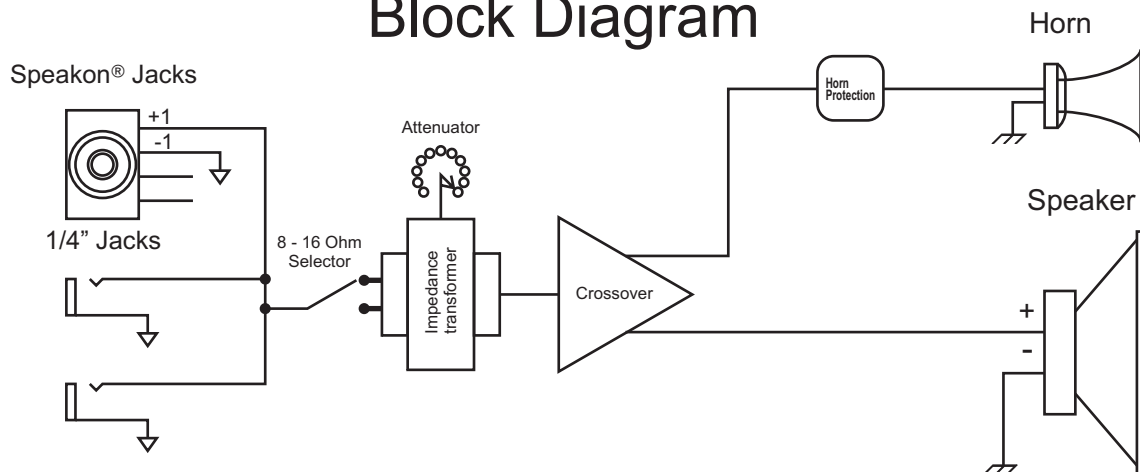 Block Diagram
Horn
Speakon® Jacks
+1
-1
Attenuator
Horn
Protection
Speaker
1/4” Jacks
8 - 16 Ohm
Selector
Impedance
transformer
Crossover
+
-